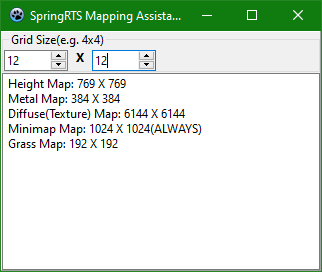 SpringRTS Mapping Assista...
Grid Size(e.g. 4x4)
12 X 12
Height Map: 769 X 769
Metal Map: 384 X 384
Diffuse(Texture) Map: 6144 X 6144
Minimap Map: 1024 X 1024(ALWAYS)
Grass Map: 192 X 192